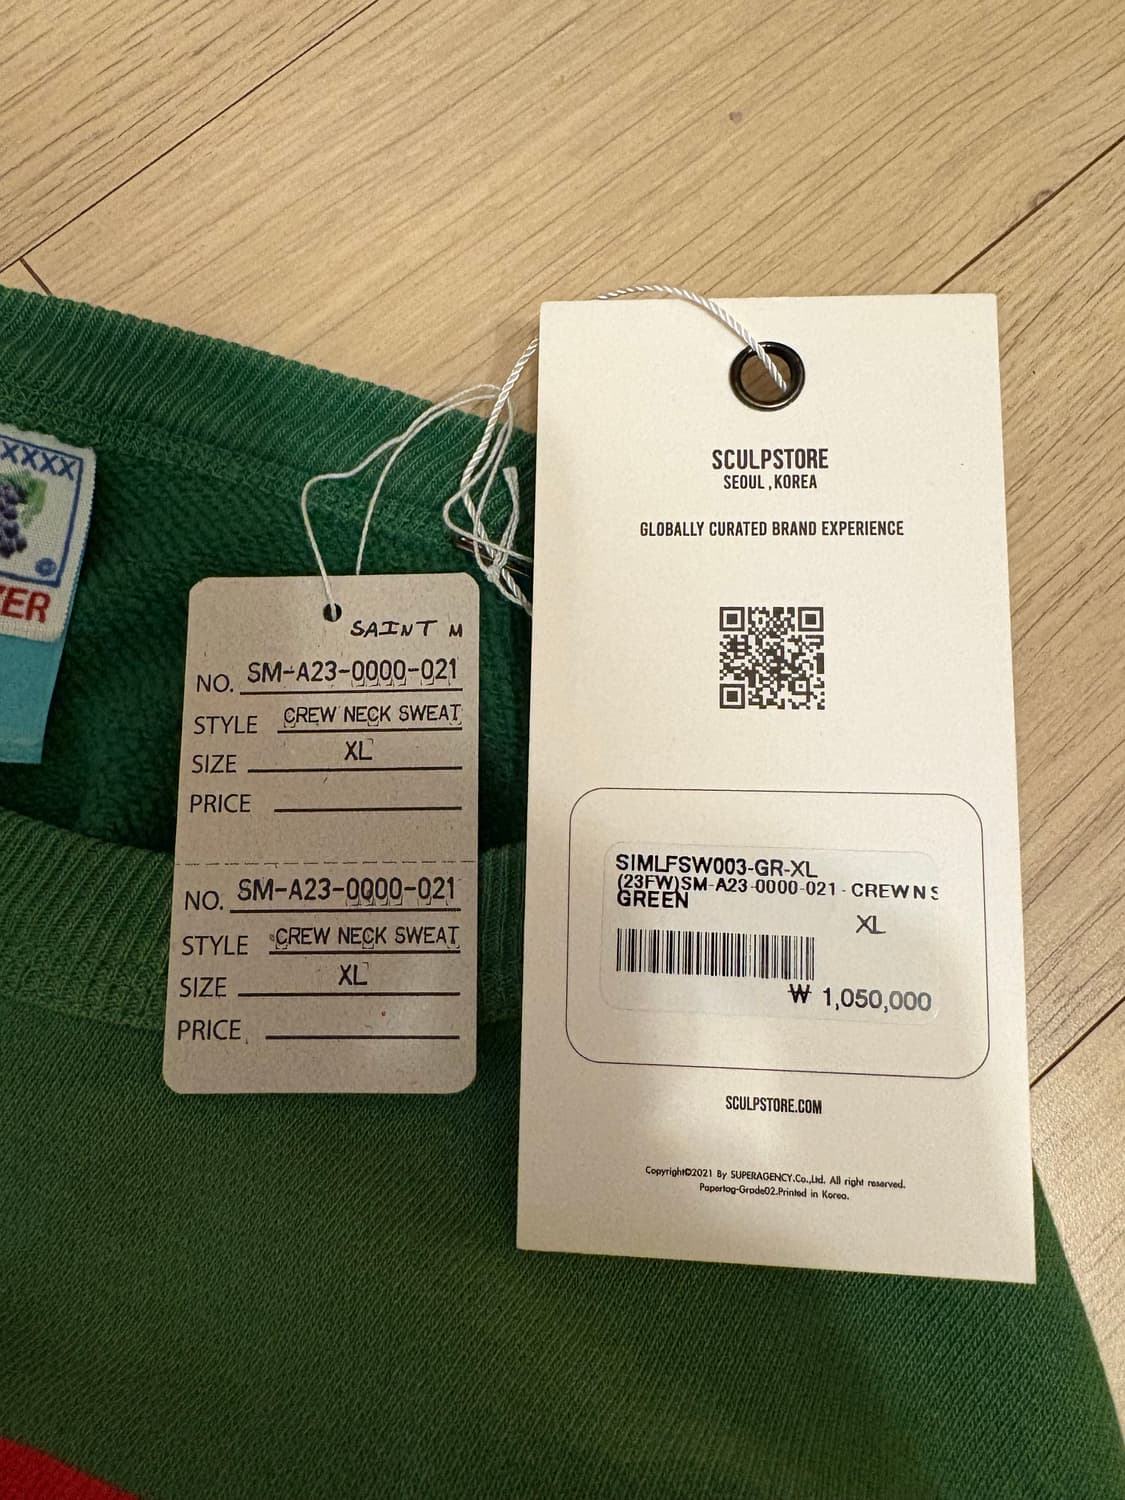 XXXX
ER
SAINT M
NO. SM-A23-0000-021
STYLE CREW NECK SWEAT
SIZE XL
PRICE
NO. SM-A23-0000-021
STYLE CREW NECK SWEAT
SIZE XL
PRICE
SCULPSTORE
SEOUL, KOREA
GLOBALLY CURATED BRAND EXPERIENCE
SIMLFSW003-GR-XL
(23FW)SM-A23-0000-021 - CREW N S
GREEN
XL
₩ 1,050,000
SCULPSTORE.COM
Copyright©2021 By SUPERAGENCY.Co.,Ltd. All right reserved.
Papertag-Grade02.Printed in Korea.